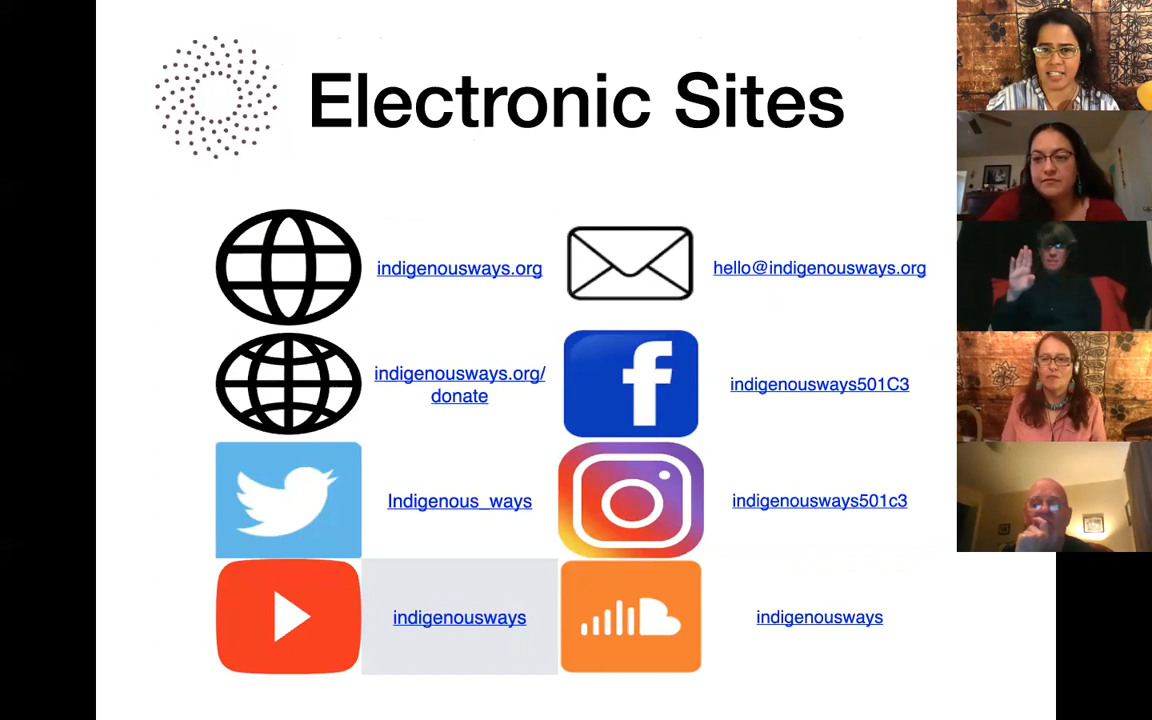 Electronic Sites
indigenousways.org
hello@indigenousways.org
indigenousways.org/
donate
indigenousways501C3
Indigenous_ways
indigenousways501c3
indigenousways
indigenousways